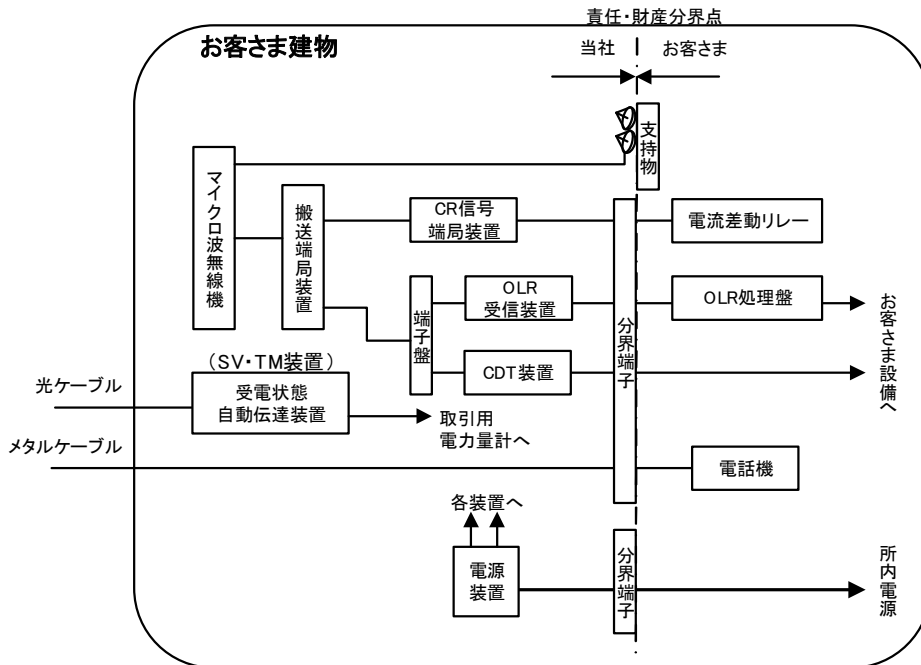 責任・財産分界点
お客さま建物
当社
お客さま
支持物
マイクロ波無線機
搬送端局装置
CR信号
端局装置
電流差動リレー
端子盤
OLR
受信装置
分界端子
OLR処理盤
お客さま設備へ
CDT装置
(SV・TM装置)
光ケーブル
受電状態
自動伝達装置
取引用
電力量計へ
メタルケーブル
電話機
各装置へ
電源
装置
分界端子
所内電源